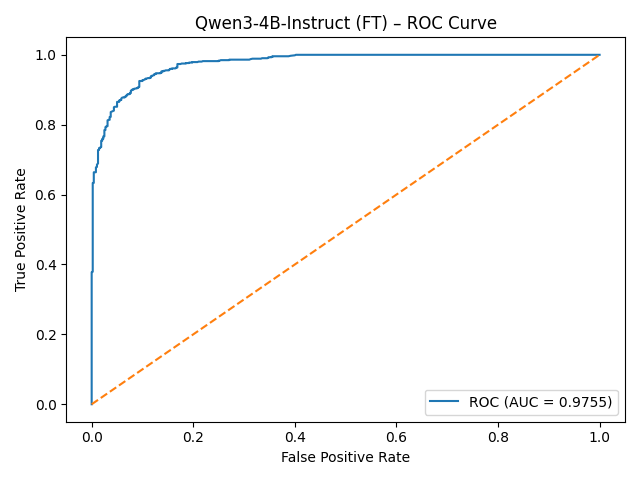 Qwen3-4B-Instruct (FT) – ROC Curve
True Positive Rate
1.0
0.8
0.6
0.4
0.2
0.0
0.0 0.2 0.4 0.6 0.8 1.0
False Positive Rate
ROC (AUC = 0.9755)